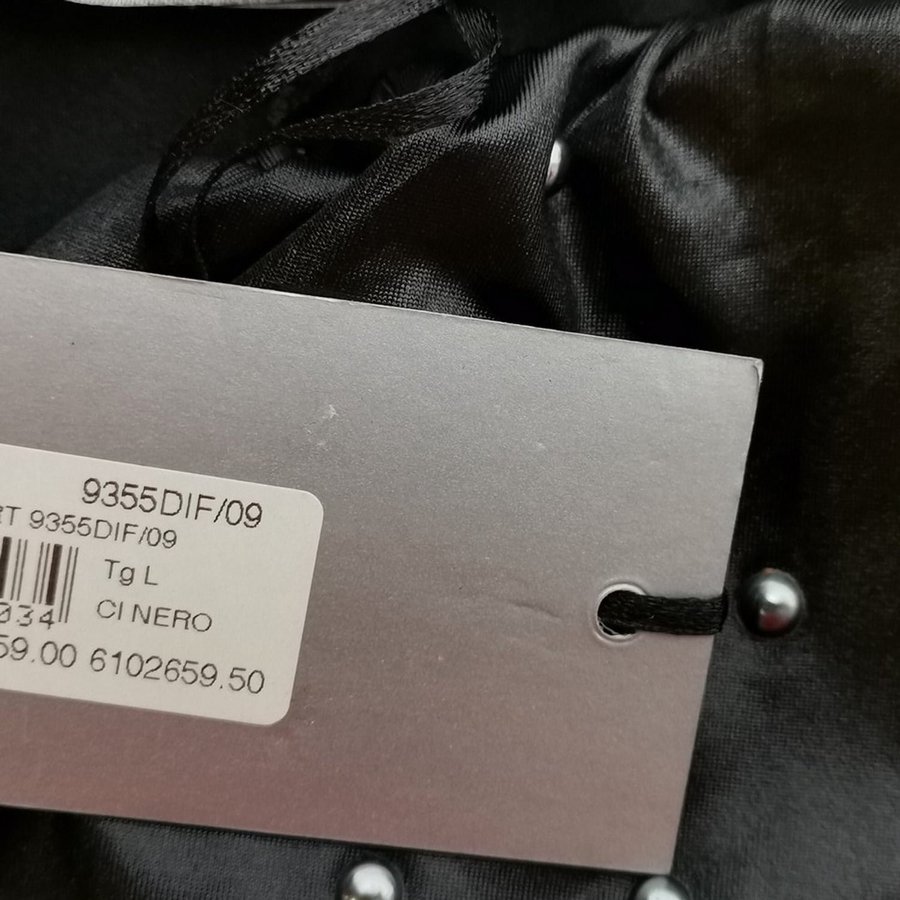 9355DIF/09
RT 9355DIF/09
Tg L
034
CI NERO
59.00 6102659.50